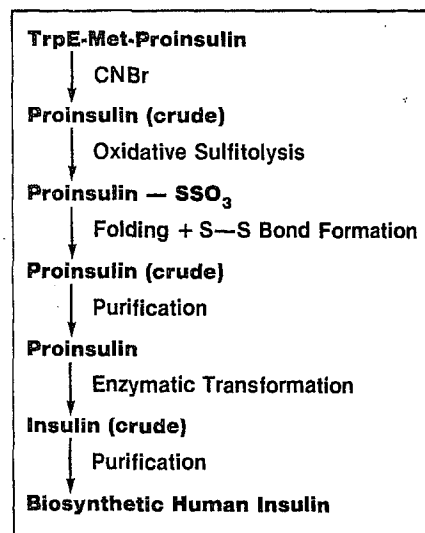 TrpE-Met-Proinsulin
CNBr
Proinsulin (crude)
Oxidative Sulfitolysis
Proinsulin — SSO₃
Folding + S—S Bond Formation
Proinsulin (crude)
Purification
Proinsulin
Enzymatic Transformation
Insulin (crude)
Purification
Biosynthetic Human Insulin